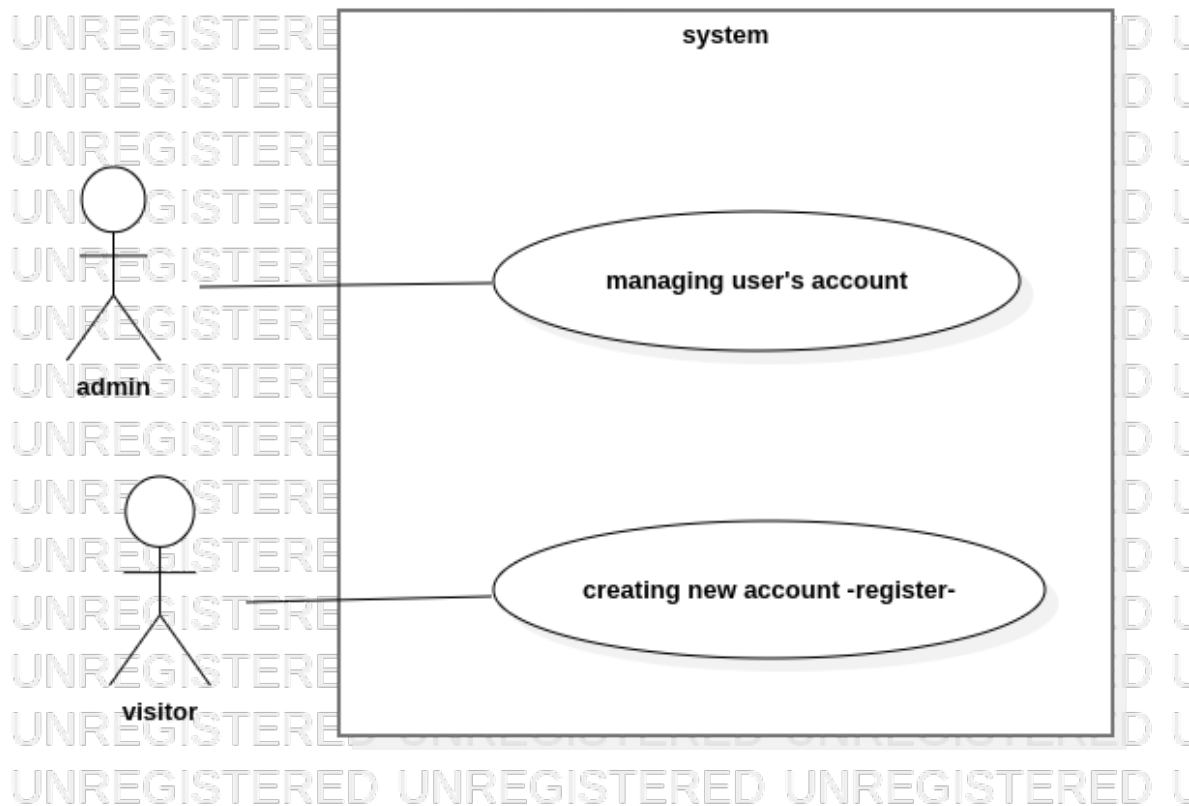 system
managing user's account
admin
creating new account -register-
visitor
UNREGISTERED UNREGISTERED UNREGISTERED